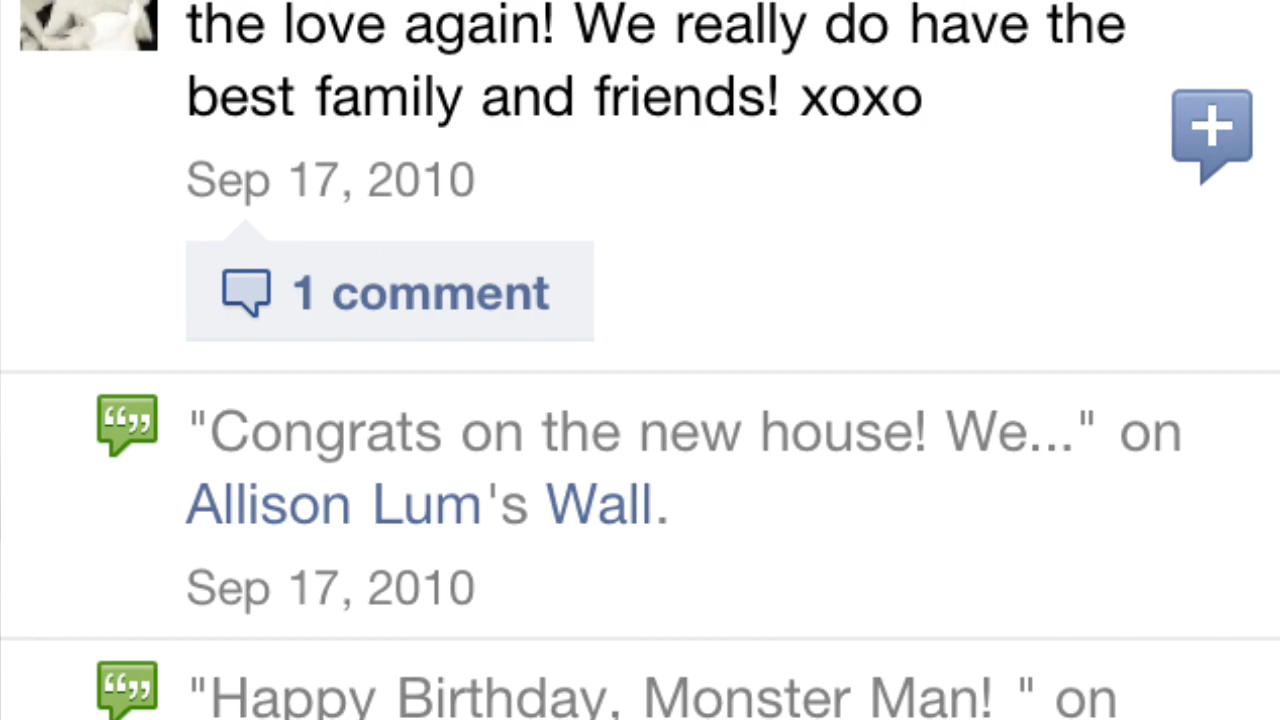 the love again! We really do have the
best family and friends! xoxo
Sep 17, 2010
1 comment
"Congrats on the new house! We..." on
Allison Lum's Wall.
Sep 17, 2010
"Happy Birthday, Monster Man! " on